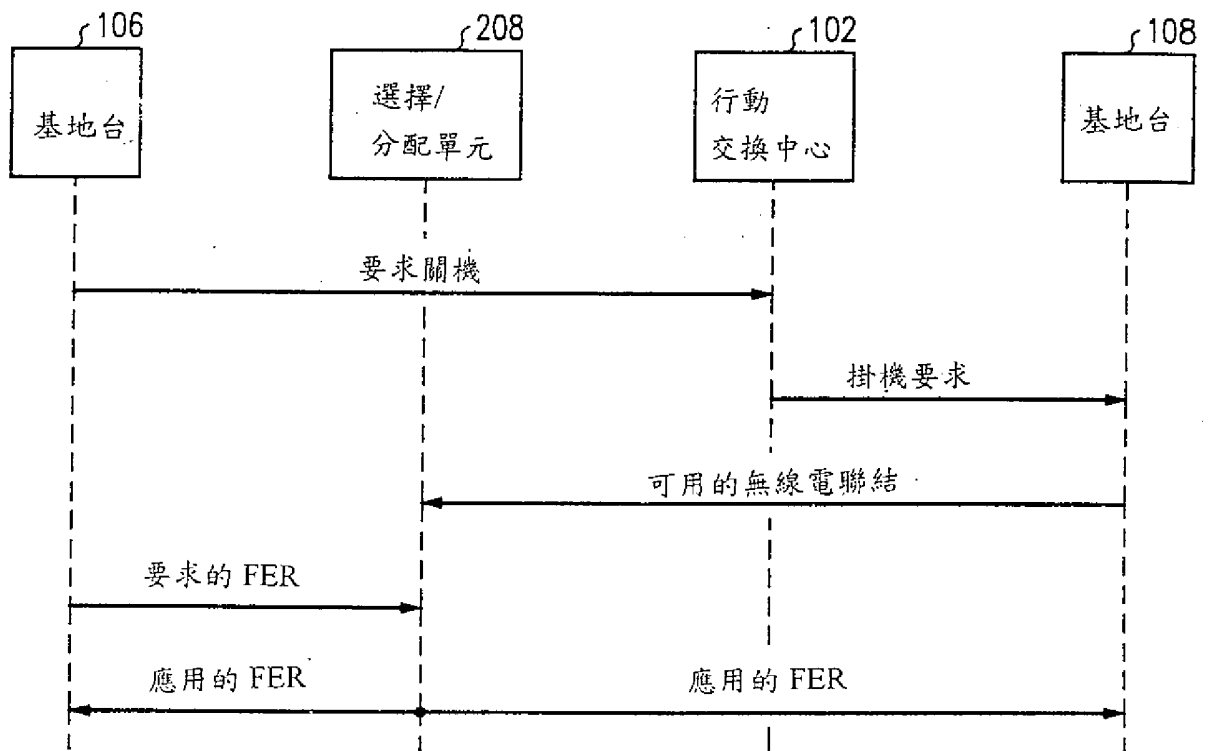 106
208
102
108
基地台
選擇/
分配單元
行動
交換中心
基地台
要求關機
掛機要求
可用的無線電聯結
要求的 FER
應用的 FER
應用的 FER